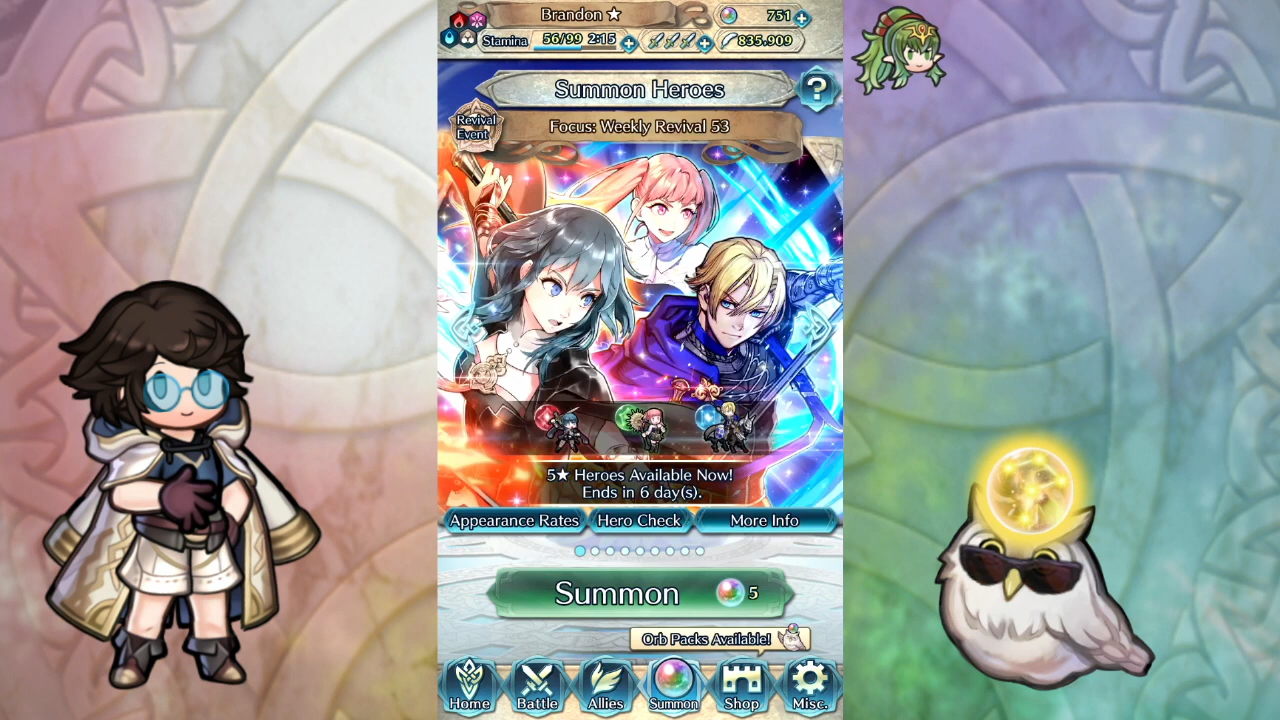 Brandon ★
751
Stamina 56/99 2:15
835,909
Summon Heroes
?
Revival
Event
Focus: Weekly Revival 53
5★ Heroes Available Now!
Ends in 6 day(s).
Appearance Rates
Hero Check
More Info
Summon 5
Orb Packs Available!
Home
Battle
Allies
Summon
Shop
Misc.